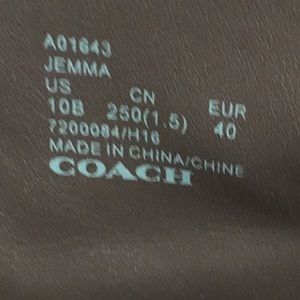 A01643
JEMMA
US CN EUR
10B 250(1.5) 40
7200084/H16
MADE IN CHINA/CHINE
COACH